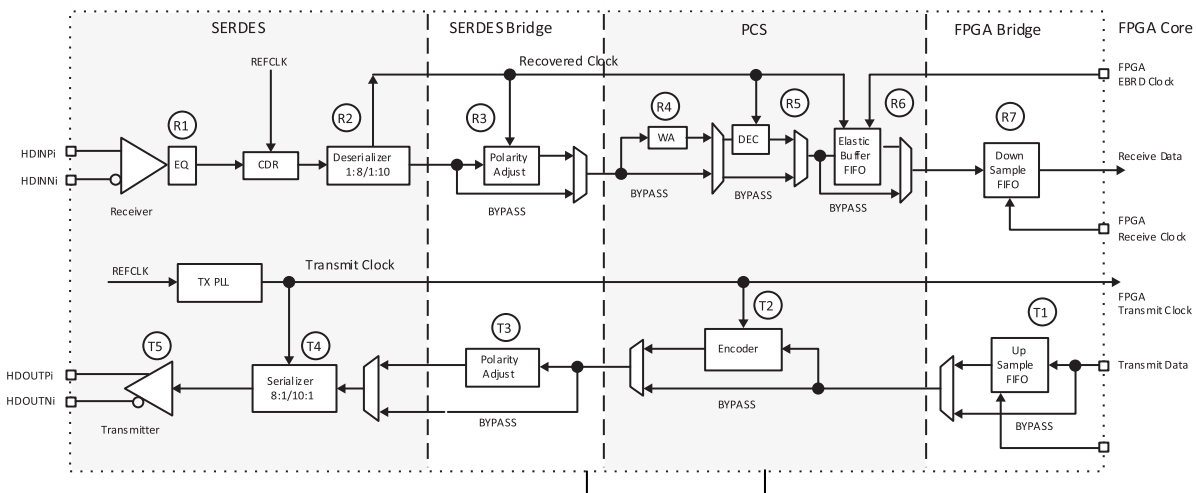 SERDES
SERDES Bridge
PCS
FPGA Bridge
FPGA Core
REFCLK
Recovered Clock
FPGA
EBRD Clock
R1
R2
R3
R4
R5
R6
R7
HDINPi
HDINNi
EQ
CDR
Deserializer
1:8/1:10
Polarity
Adjust
WA
DEC
Elastic
Buffer
FIFO
Down
Sample
FIFO
Receive Data
Receiver
BYPASS
BYPASS
BYPASS
BYPASS
FPGA
Receive Clock
REFCLK
TX PLL
Transmit Clock
FPGA
Transmit Clock
T5
T4
T3
T2
T1
HDOUTPi
HDOUTNi
Serializer
8:1/10:1
Polarity
Adjust
Encoder
Up
Sample
FIFO
Transmit Data
Transmitter
BYPASS
BYPASS
BYPASS